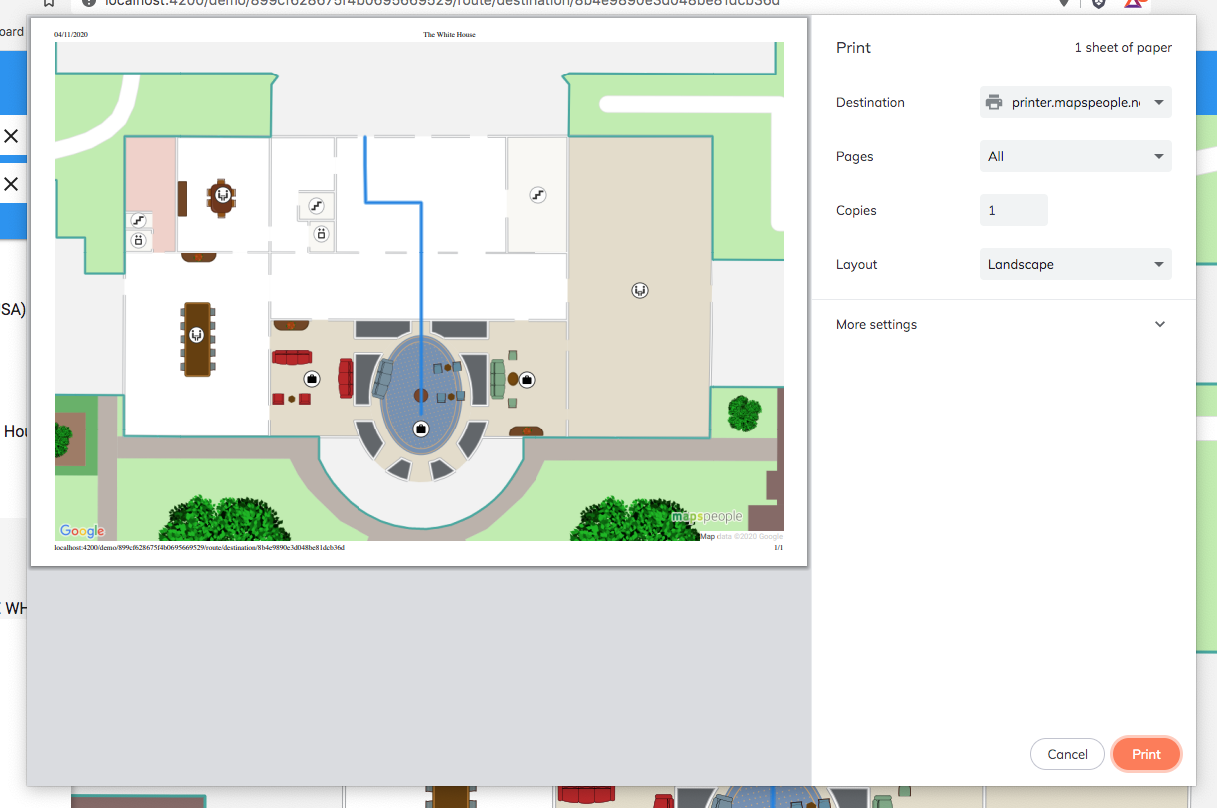 localhost:4200/demo/899cf628675f4b0695669529/route/destination/8b4e9890e3d048be81dcb36d
oard
04/11/2020
The White House
Print
1 sheet of paper
Destination
printer.mapspeople.n
Pages
All
Copies
1
Layout
Landscape
More settings
SA)
Hou
WH
Google
mapspeople
Map data ©2020 Google
localhost:4200/demo/899cf628675f4b0695669529/route/destination/8b4e9890e3d048be81dcb36d
1/1
Cancel
Print